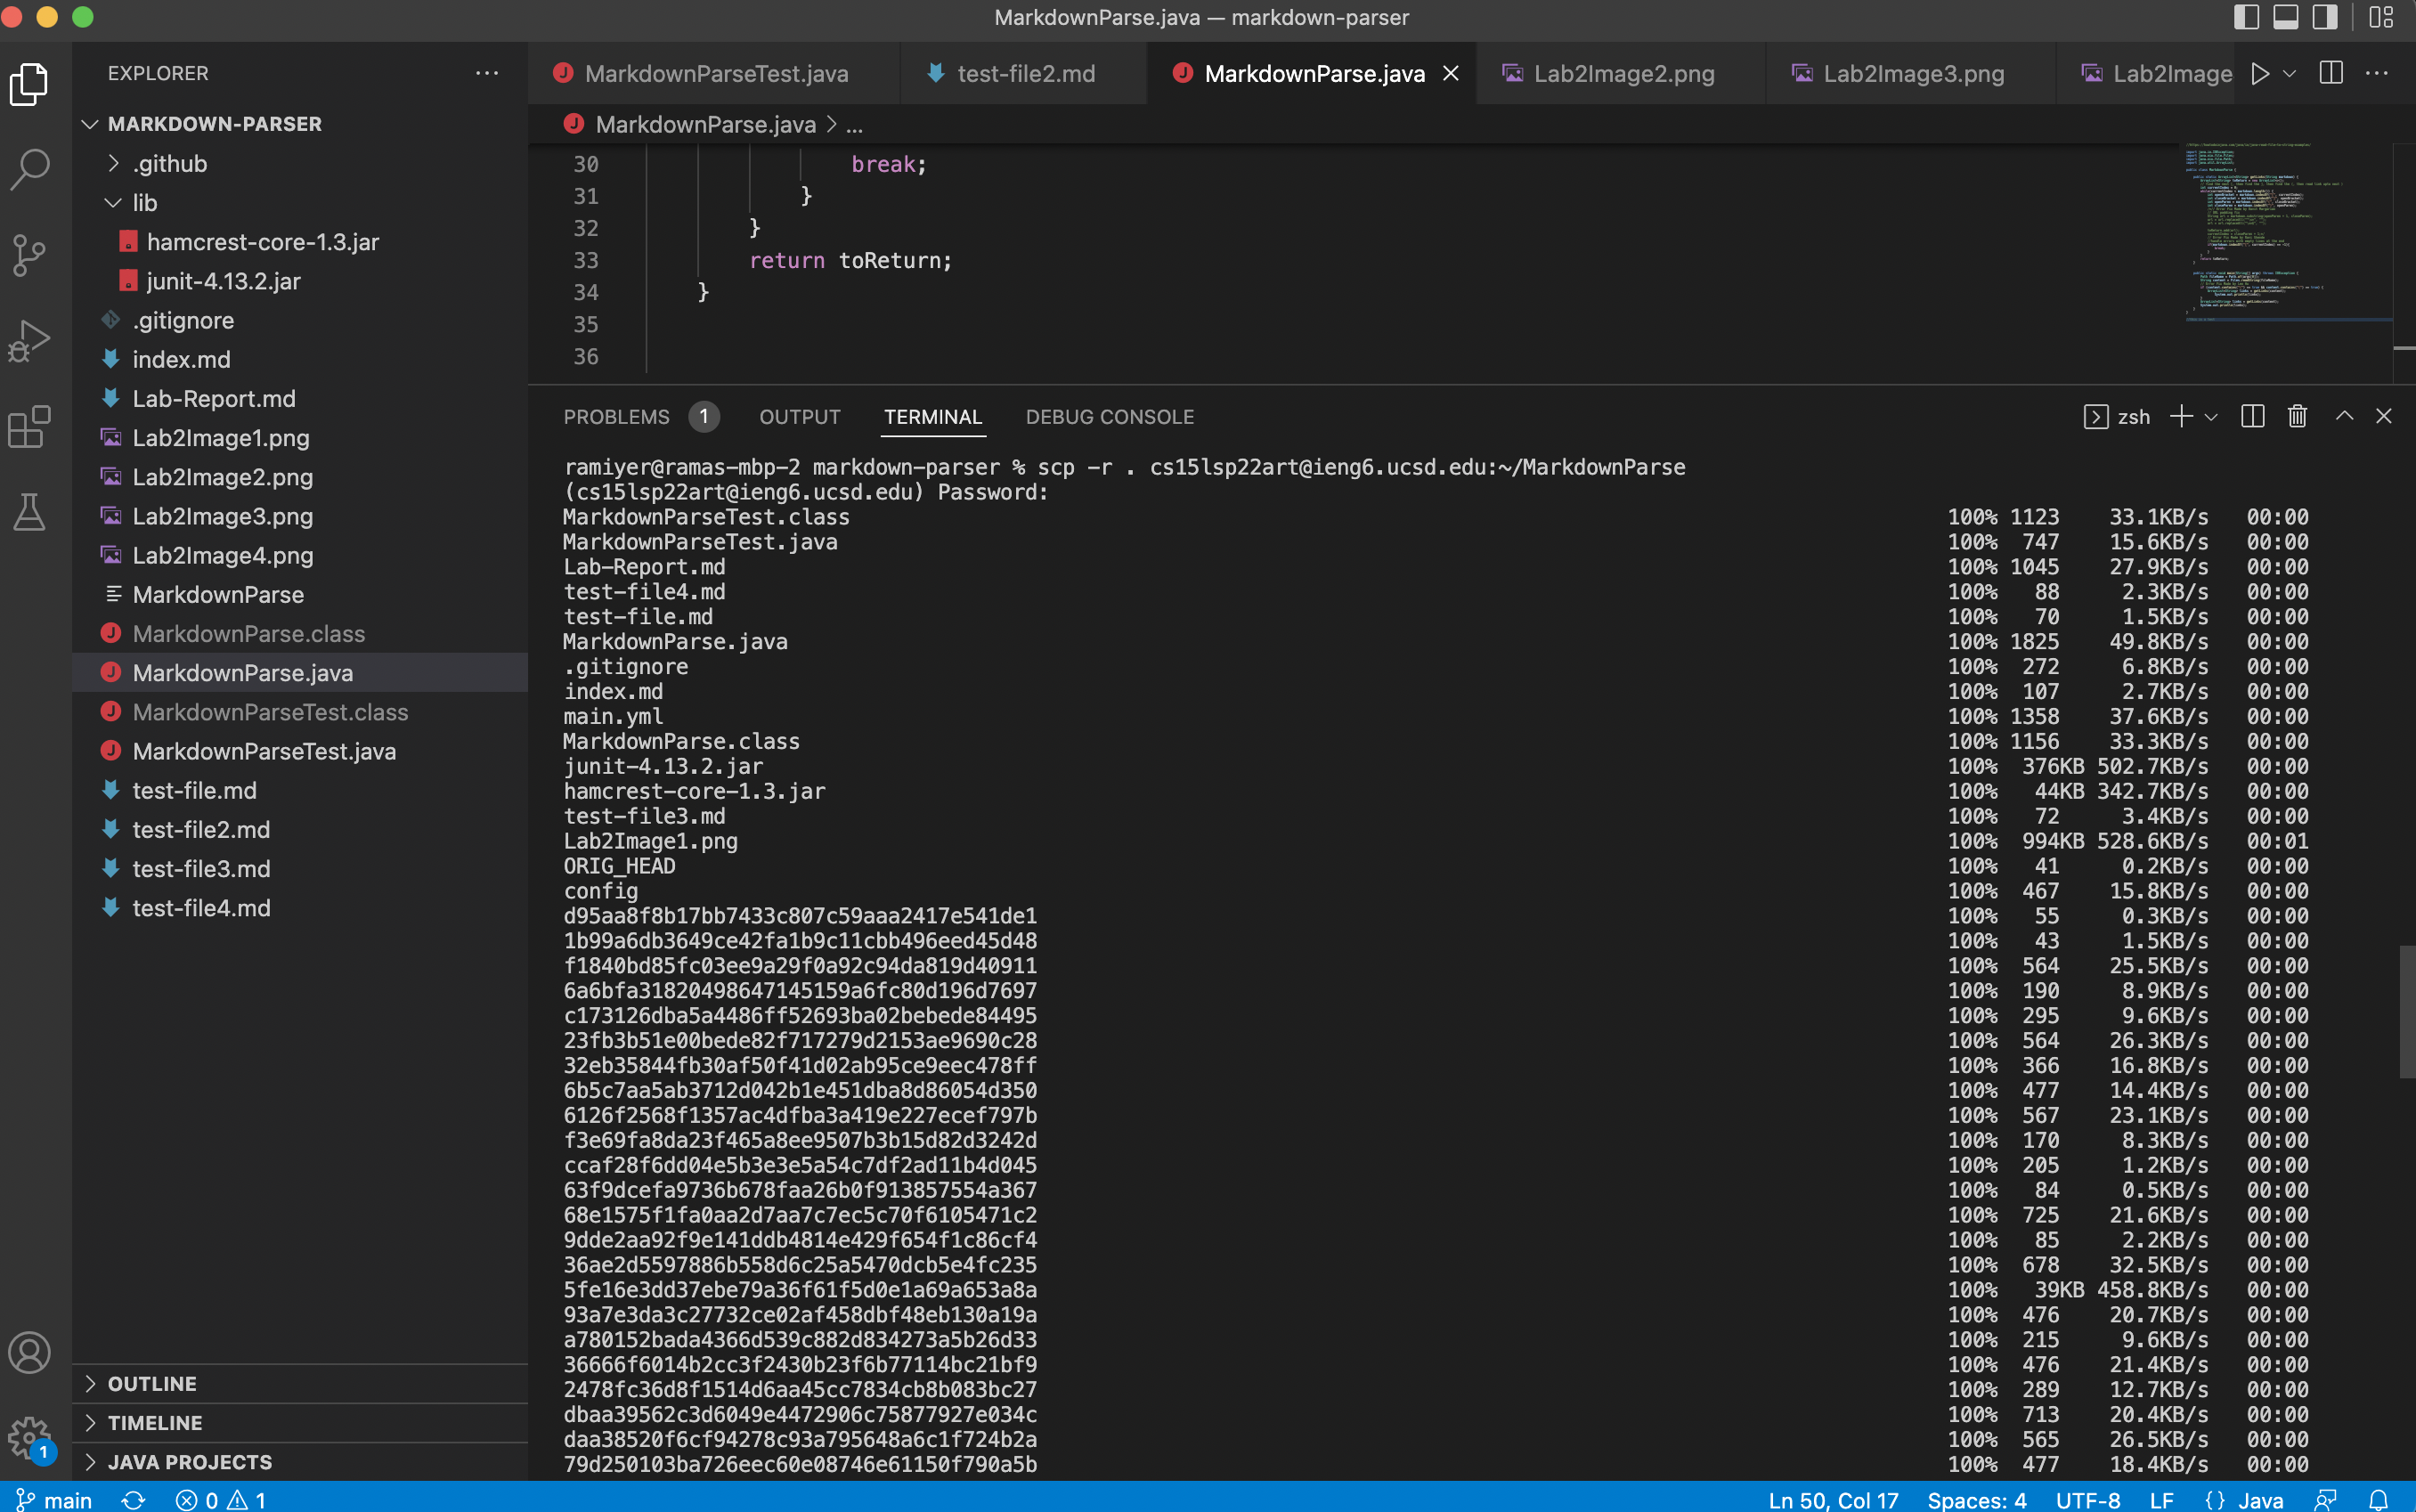 MarkdownParse.java — markdown-parser
EXPLORER
MARKDOWN-PARSER
.github
lib
hamcrest-core-1.3.jar
junit-4.13.2.jar
.gitignore
index.md
Lab-Report.md
Lab2Image1.png
Lab2Image2.png
Lab2Image3.png
Lab2Image4.png
MarkdownParse
MarkdownParse.class
MarkdownParse.java
MarkdownParseTest.class
MarkdownParseTest.java
test-file.md
test-file2.md
test-file3.md
test-file4.md
OUTLINE
TIMELINE
JAVA PROJECTS
MarkdownParseTest.java test-file2.md MarkdownParse.java Lab2Image2.png Lab2Image3.png Lab2Image
MarkdownParse.java > ...
30 break;
31 }
32 }
33 return toReturn;
34 }
35
36
PROBLEMS 1 OUTPUT TERMINAL DEBUG CONSOLE zsh
ramiyer@ramas-mbp-2 markdown-parser % scp -r . cs15lsp22art@ieng6.ucsd.edu:~/MarkdownParse
(cs15lsp22art@ieng6.ucsd.edu) Password:
MarkdownParseTest.class 100% 1123 33.1KB/s 00:00
MarkdownParseTest.java 100% 747 15.6KB/s 00:00
Lab-Report.md 100% 1045 27.9KB/s 00:00
test-file4.md 100% 88 2.3KB/s 00:00
test-file.md 100% 70 1.5KB/s 00:00
MarkdownParse.java 100% 1825 49.8KB/s 00:00
.gitignore 100% 272 6.8KB/s 00:00
index.md 100% 107 2.7KB/s 00:00
main.yml 100% 1358 37.6KB/s 00:00
MarkdownParse.class 100% 1156 33.3KB/s 00:00
junit-4.13.2.jar 100% 376KB 502.7KB/s 00:00
hamcrest-core-1.3.jar 100% 44KB 342.7KB/s 00:00
test-file3.md 100% 72 3.4KB/s 00:00
Lab2Image1.png 100% 994KB 528.6KB/s 00:01
ORIG_HEAD 100% 41 0.2KB/s 00:00
config 100% 467 15.8KB/s 00:00
d95aa8f8b17bb7433c807c59aaa2417e541de1 100% 55 0.3KB/s 00:00
1b99a6db3649ce42fa1b9c11cbb496eed45d48 100% 43 1.5KB/s 00:00
f1840bd85fc03ee9a29f0a92c94da819d40911 100% 564 25.5KB/s 00:00
6a6bfa31820498647145159a6fc80d196d7697 100% 190 8.9KB/s 00:00
c173126dba5a4486ff52693ba02bebede84495 100% 295 9.6KB/s 00:00
23fb3b51e00bede82f717279d2153ae9690c28 100% 564 26.3KB/s 00:00
32eb35844fb30af50f41d02ab95ce9eec478ff 100% 366 16.8KB/s 00:00
6b5c7aa5ab3712d042b1e451dba8d86054d350 100% 477 14.4KB/s 00:00
6126f2568f1357ac4dfba3a419e227ecef797b 100% 567 23.1KB/s 00:00
f3e69fa8da23f465a8ee9507b3b15d82d3242d 100% 170 8.3KB/s 00:00
ccaf28f6dd04e5b3e3e5a54c7df2ad11b4d045 100% 205 1.2KB/s 00:00
63f9dcefa9736b678faa26b0f913857554a367 100% 84 0.5KB/s 00:00
68e1575f1fa0aa2d7aa7c7ec5c70f6105471c2 100% 725 21.6KB/s 00:00
9dde2aa92f9e141ddb4814e429f654f1c86cf4 100% 85 2.2KB/s 00:00
36ae2d5597886b558d6c25a5470dcb5e4fc235 100% 678 32.5KB/s 00:00
5fe16e3dd37ebe79a36f61f5d0e1a69a653a8a 100% 39KB 458.8KB/s 00:00
93a7e3da3c27732ce02af458dbf48eb130a19a 100% 476 20.7KB/s 00:00
a780152bada4366d539c882d834273a5b26d33 100% 215 9.6KB/s 00:00
36666f6014b2cc3f2430b23f6b77114bc21bf9 100% 476 21.4KB/s 00:00
2478fc36d8f1514d6aa45cc7834cb8b083bc27 100% 289 12.7KB/s 00:00
dbaa39562c3d6049e4472906c75877927e034c 100% 713 20.4KB/s 00:00
daa38520f6cf94278c93a795648a6c1f724b2a 100% 565 26.5KB/s 00:00
79d250103ba726eec60e08746e61150f790a5b 100% 477 18.4KB/s 00:00
1
main 0 1 Ln 50, Col 17 Spaces: 4 UTF-8 LF {} Java